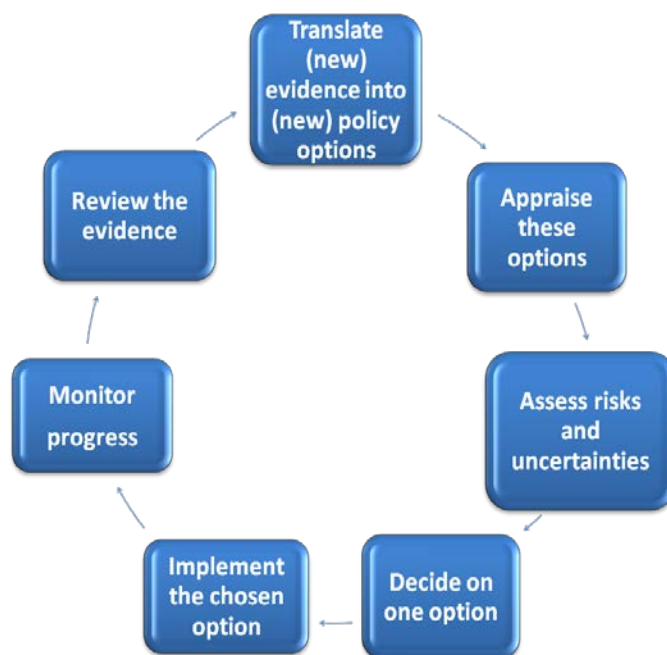 Translate
(new)
evidence into
(new) policy
options
Appraise
these
options
Assess risks
and
uncertainties
Decide on
one option
Implement
the chosen
option
Monitor
progress
Review the
evidence